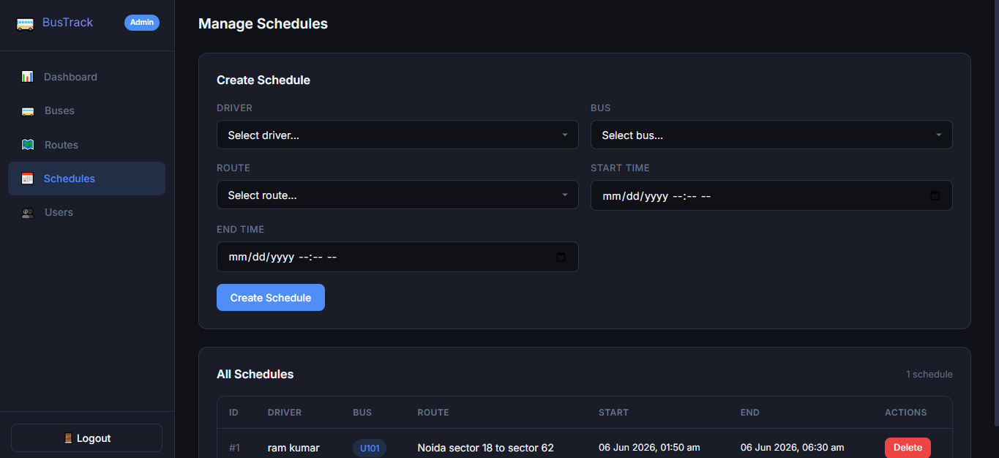 BusTrack Admin
Dashboard
Buses
Routes
Schedules
Users
Logout
Manage Schedules
Create Schedule
DRIVER BUS
Select driver... Select bus...
ROUTE START TIME
Select route... mm/dd/yyyy --:-- --
END TIME
mm/dd/yyyy --:-- --
Create Schedule
All Schedules 1 schedule
ID DRIVER BUS ROUTE START END ACTIONS
#1 ram kumar U101 Noida sector 18 to sector 62 06 Jun 2026, 01:50 am 06 Jun 2026, 06:30 am Delete